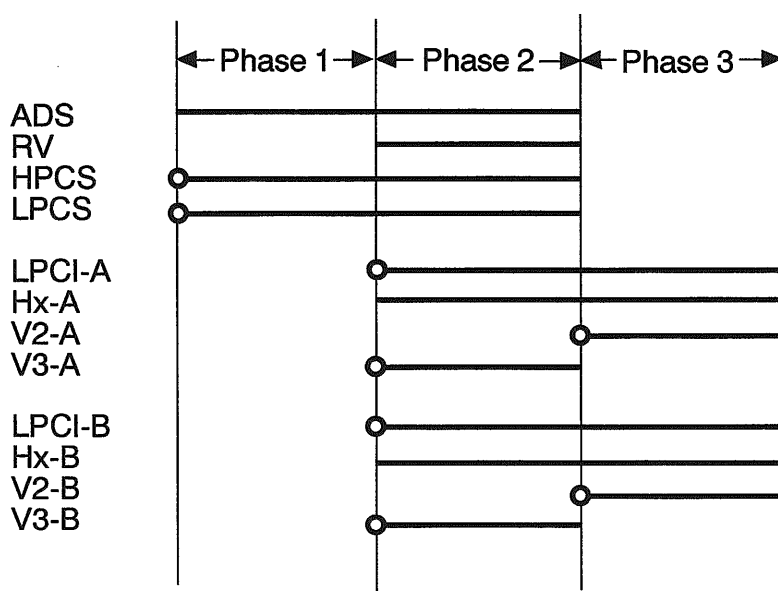 Phase 1 Phase 2 Phase 3
ADS
RV
HPCS
LPCS
LPCI-A
Hx-A
V2-A
V3-A
LPCI-B
Hx-B
V2-B
V3-B